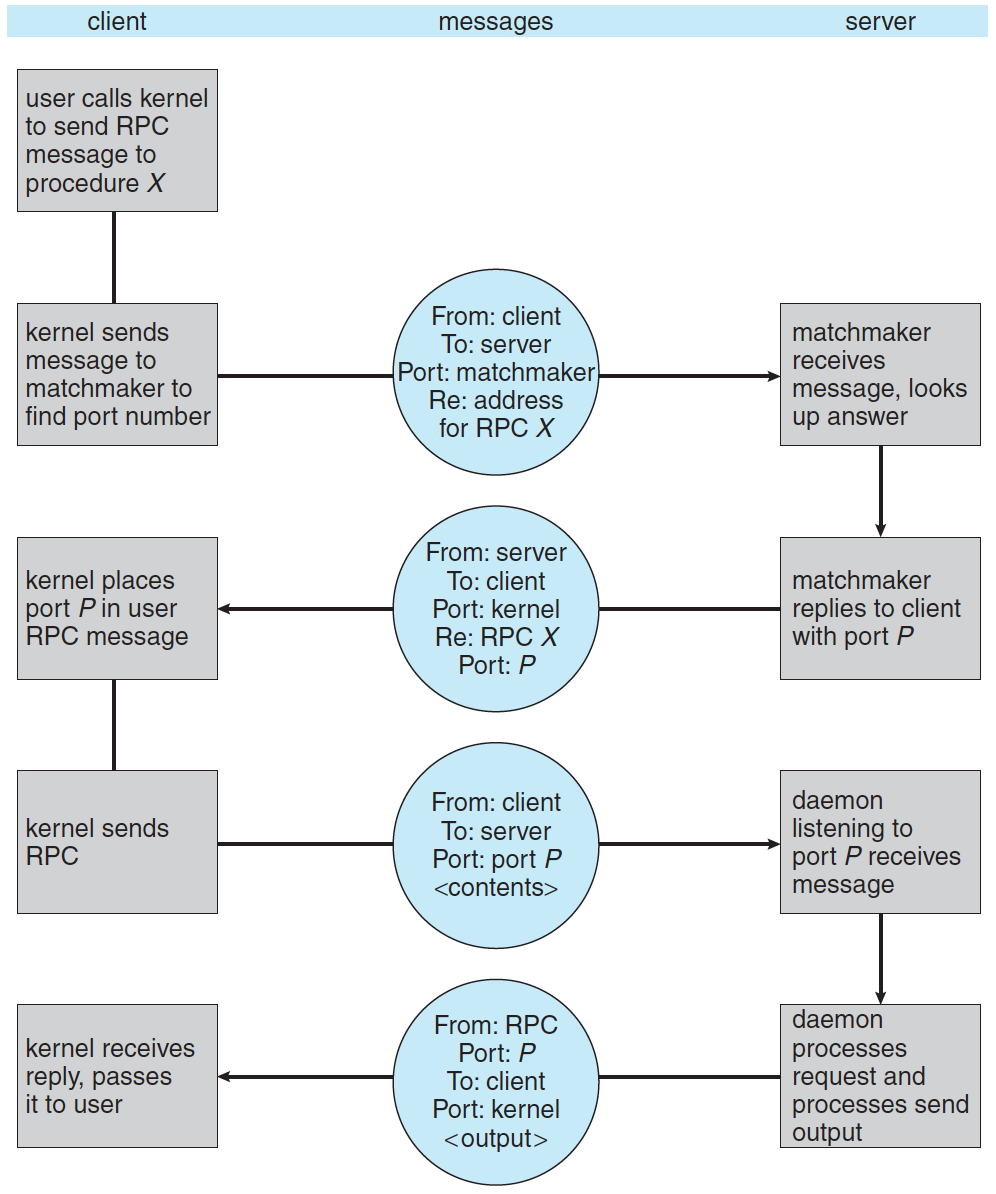 client
messages
server
user calls kernel
to send RPC
message to
procedure X
kernel sends
message to
matchmaker to
find port number
From: client
To: server
Port: matchmaker
Re: address
for RPC X
matchmaker
receives
message, looks
up answer
kernel places
port P in user
RPC message
From: server
To: client
Port: kernel
Re: RPC X
Port: P
matchmaker
replies to client
with port P
kernel sends
RPC
From: client
To: server
Port: port P
<contents>
daemon
listening to
port P receives
message
kernel receives
reply, passes
it to user
From: RPC
Port: P
To: client
Port: kernel
<output>
daemon
processes
request and
processes send
output